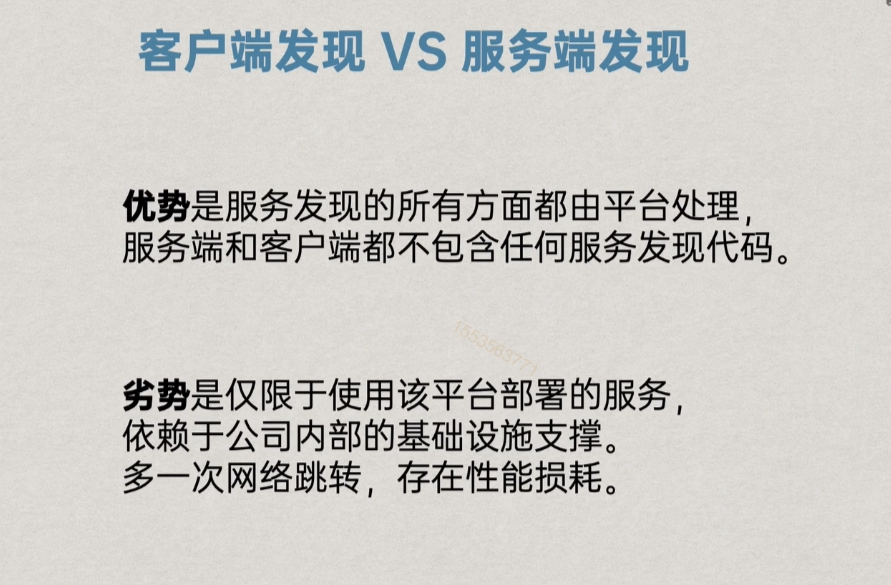 客户端发现 VS 服务端发现
优势是服务发现的所有方面都由平台处理，
服务端和客户端都不包含任何服务发现代码。
劣势是仅限于使用该平台部署的服务，
依赖于公司内部的基础设施支撑。
多一次网络跳转，存在性能损耗。